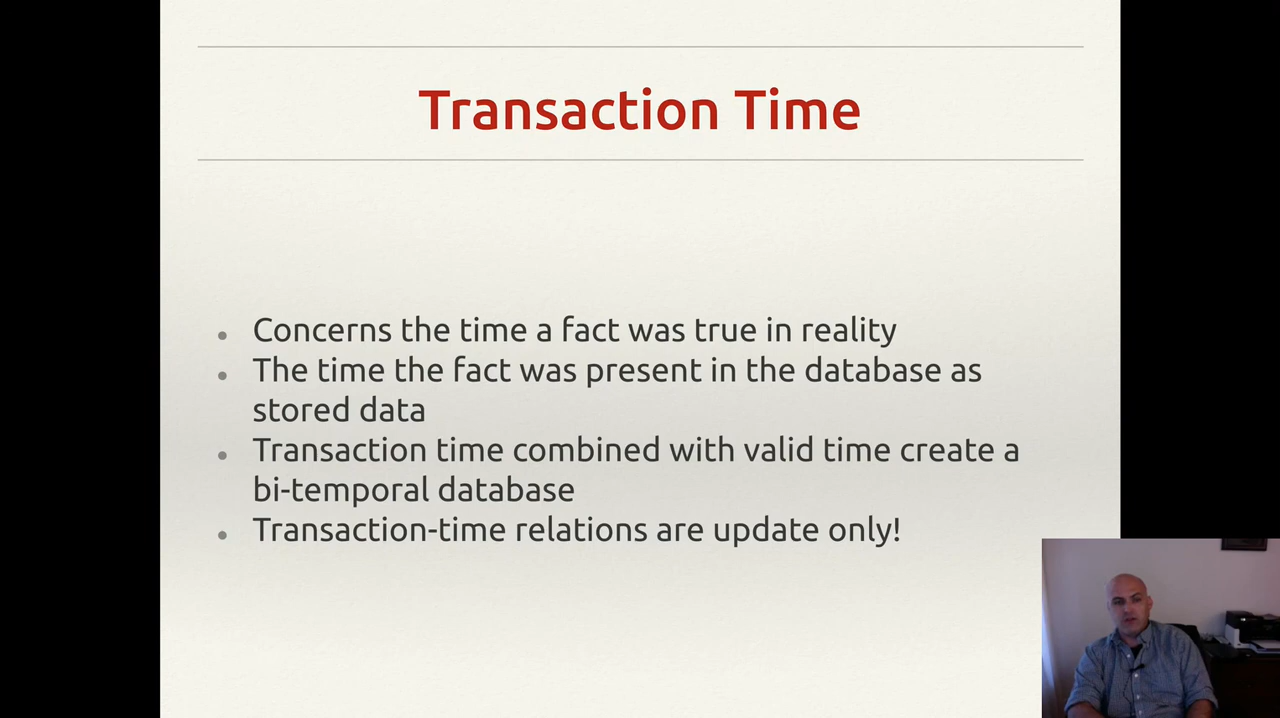 Transaction Time
Concerns the time a fact was true in reality
The time the fact was present in the database as
stored data
Transaction time combined with valid time create a
bi-temporal database
Transaction-time relations are update only!